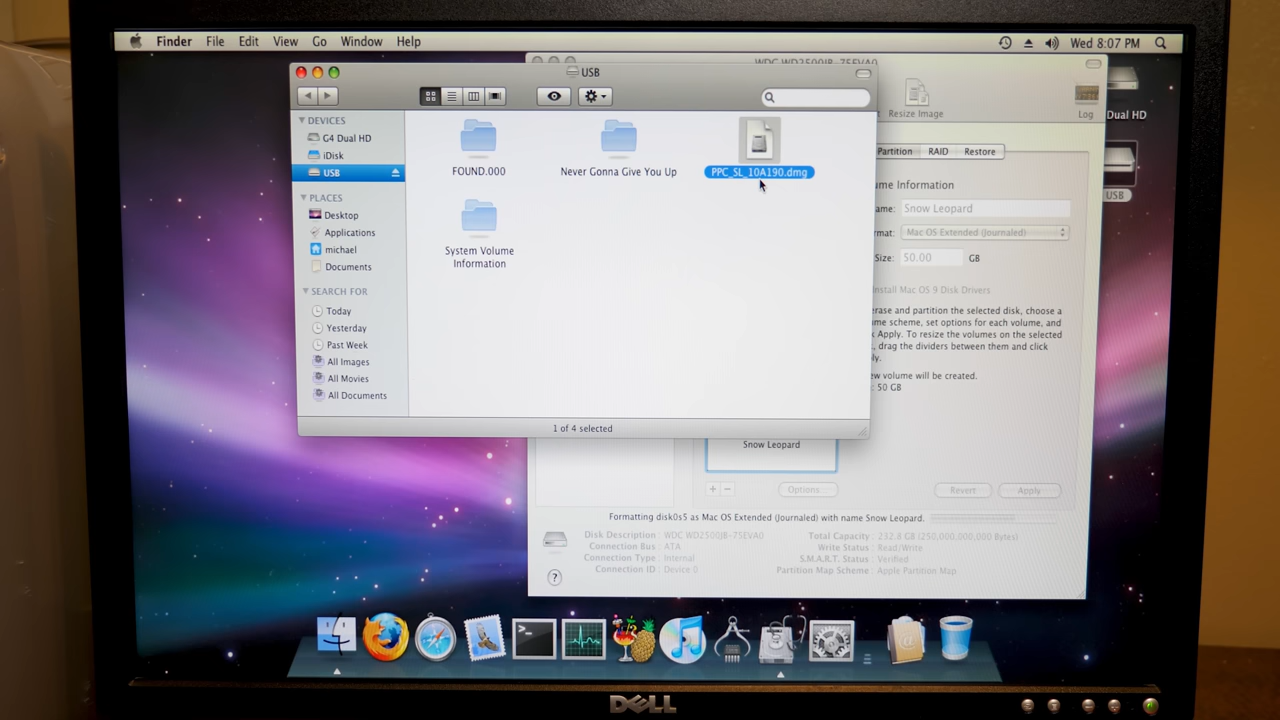 Finder File Edit View Go Window Help
Wed 8:07 PM
WDC WD2500JB-75EVA0
USB
Resize Image
Log
Dual HD
DEVICES
G4 Dual HD
iDisk
USB
PLACES
Desktop
Applications
michael
Documents
SEARCH FOR
Today
Yesterday
Past Week
All Images
All Movies
All Documents
FOUND.000
Never Gonna Give You Up
PPC_SL_10A190.dmg
System Volume
Information
1 of 4 selected
Partition RAID Restore
USB
ume Information
ame: Snow Leopard
rmat: Mac OS Extended (Journaled)
Size: 50.00 GB
nstall Mac OS 9 Disk Drivers
erase and partition the selected disk, choose a
me scheme, set options for each volume, and
Apply. To resize the volumes on the selected
drag the dividers between them and click
ly.
ew volume will be created.
: 50 GB
Snow Leopard
+ −
Options
Revert
Apply
Formatting disk0s5 as Mac OS Extended (Journaled) with name Snow Leopard.
Disk Description : WDC WD2500JB-75EVA0
Connection Bus : ATA
Connection Type : Internal
Connection ID : Device 0
Total Capacity : 232.8 GB (250,000,000,000 Bytes)
Write Status : Read/Write
S.M.A.R.T. Status : Verified
Partition Map Scheme : Apple Partition Map
?
DELL